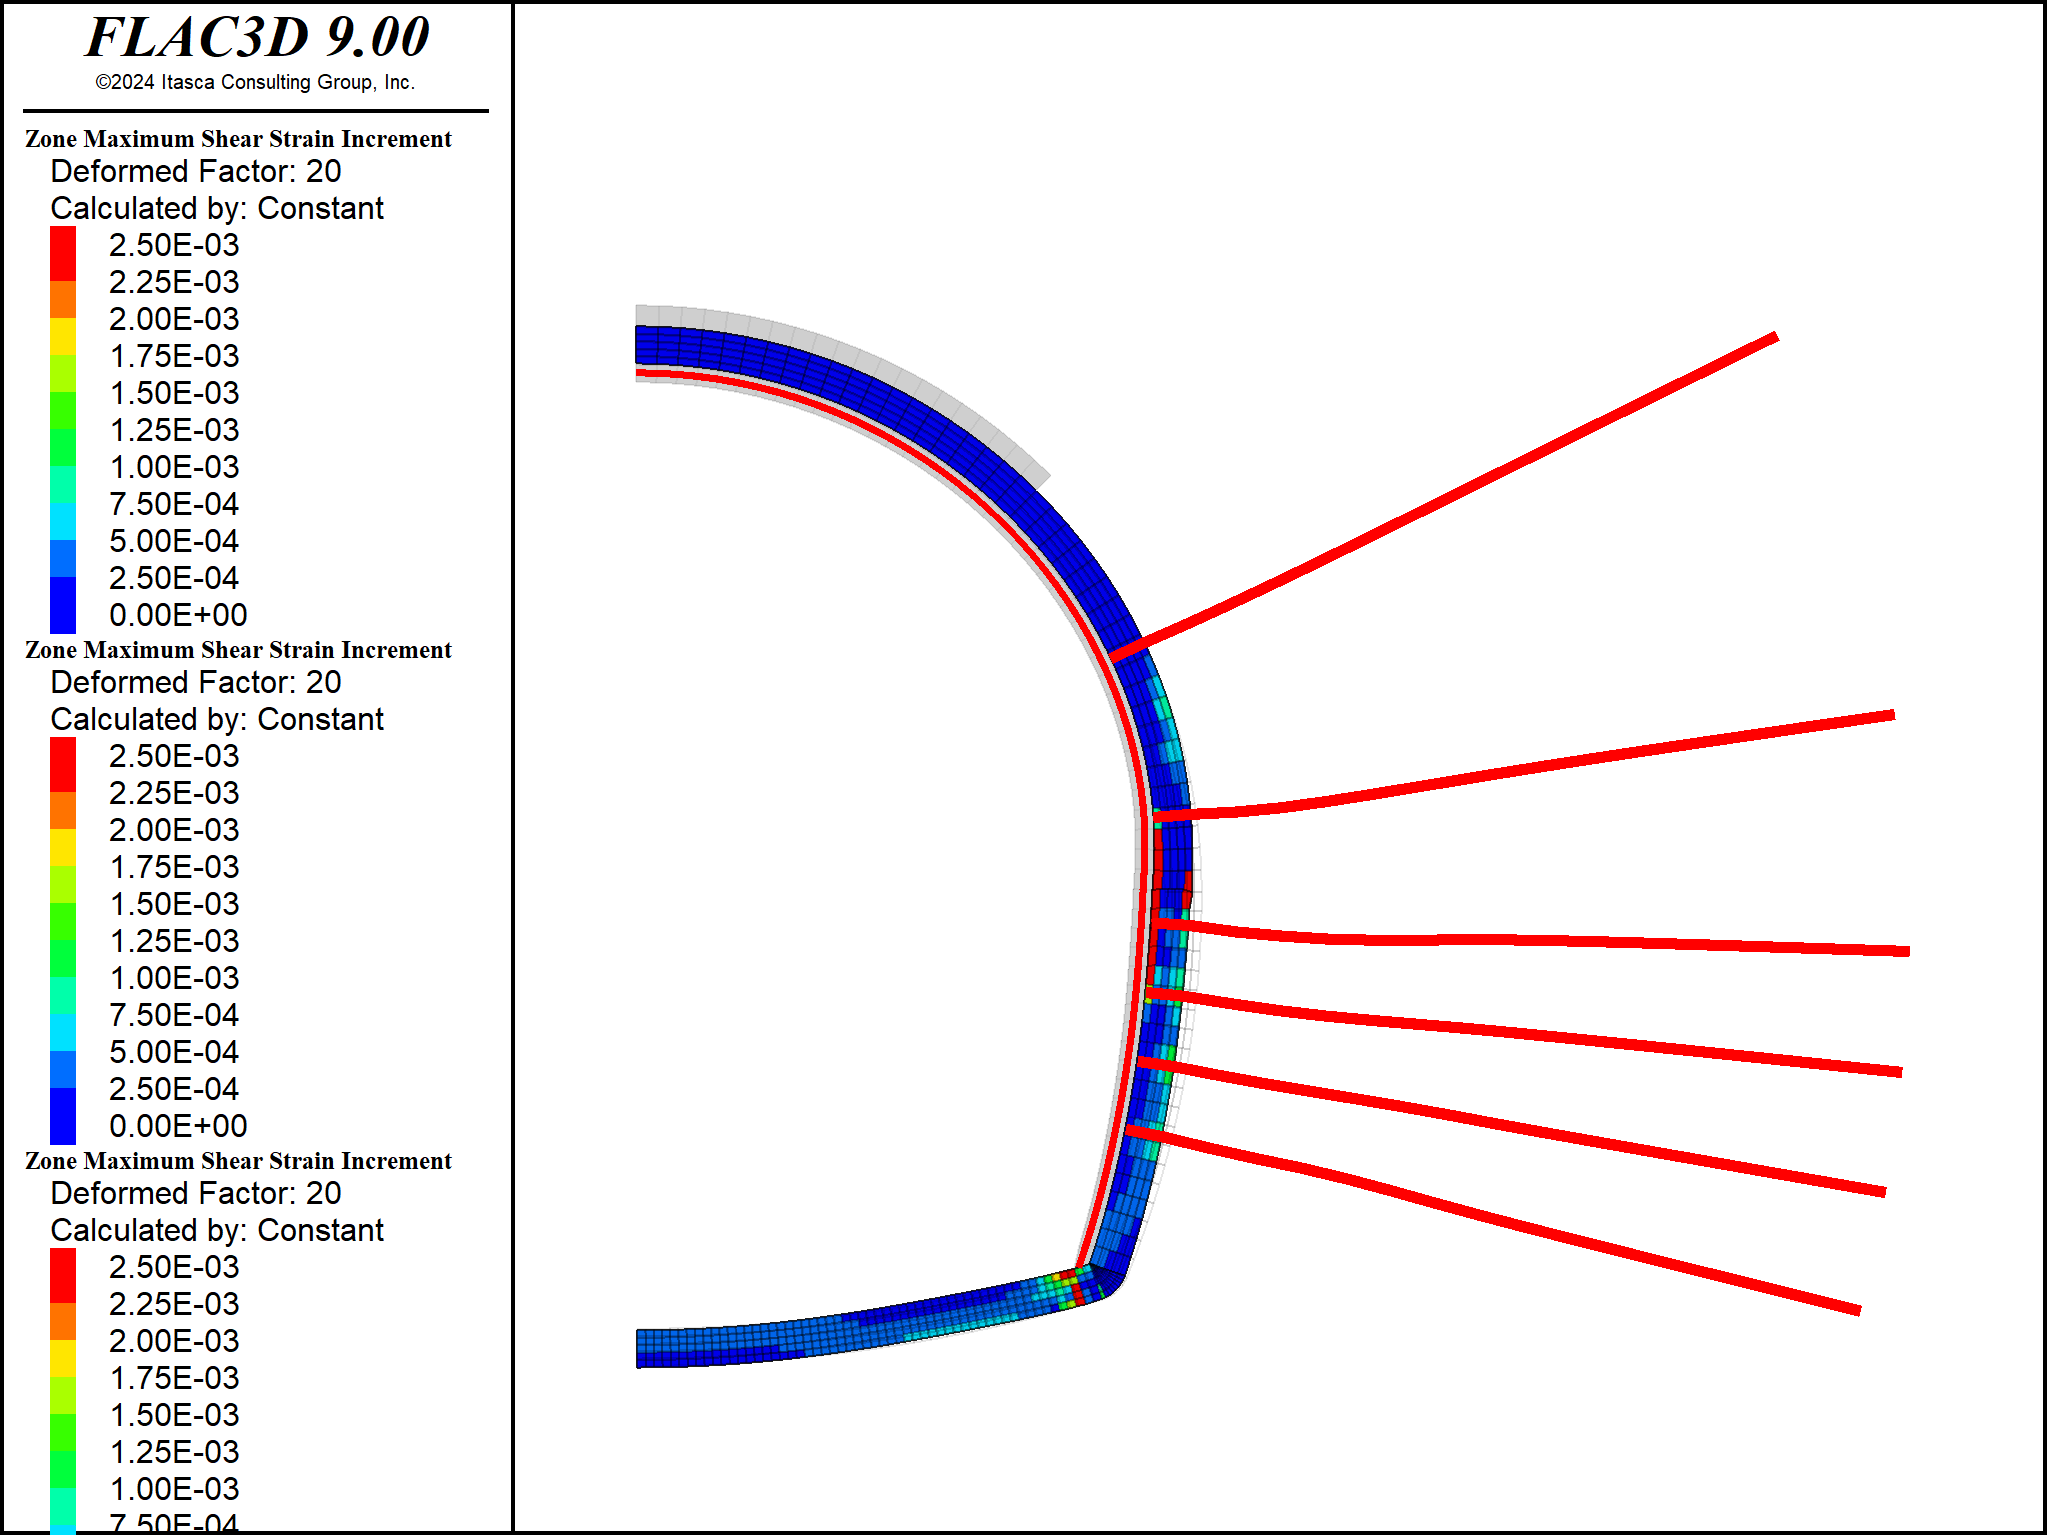 FLAC3D 9.00
©2024 Itasca Consulting Group, Inc.
Zone Maximum Shear Strain Increment
Deformed Factor: 20
Calculated by: Constant
2.50E-03
2.25E-03
2.00E-03
1.75E-03
1.50E-03
1.25E-03
1.00E-03
7.50E-04
5.00E-04
2.50E-04
0.00E+00
Zone Maximum Shear Strain Increment
Deformed Factor: 20
Calculated by: Constant
2.50E-03
2.25E-03
2.00E-03
1.75E-03
1.50E-03
1.25E-03
1.00E-03
7.50E-04
5.00E-04
2.50E-04
0.00E+00
Zone Maximum Shear Strain Increment
Deformed Factor: 20
Calculated by: Constant
2.50E-03
2.25E-03
2.00E-03
1.75E-03
1.50E-03
1.25E-03
1.00E-03
7.50E-04